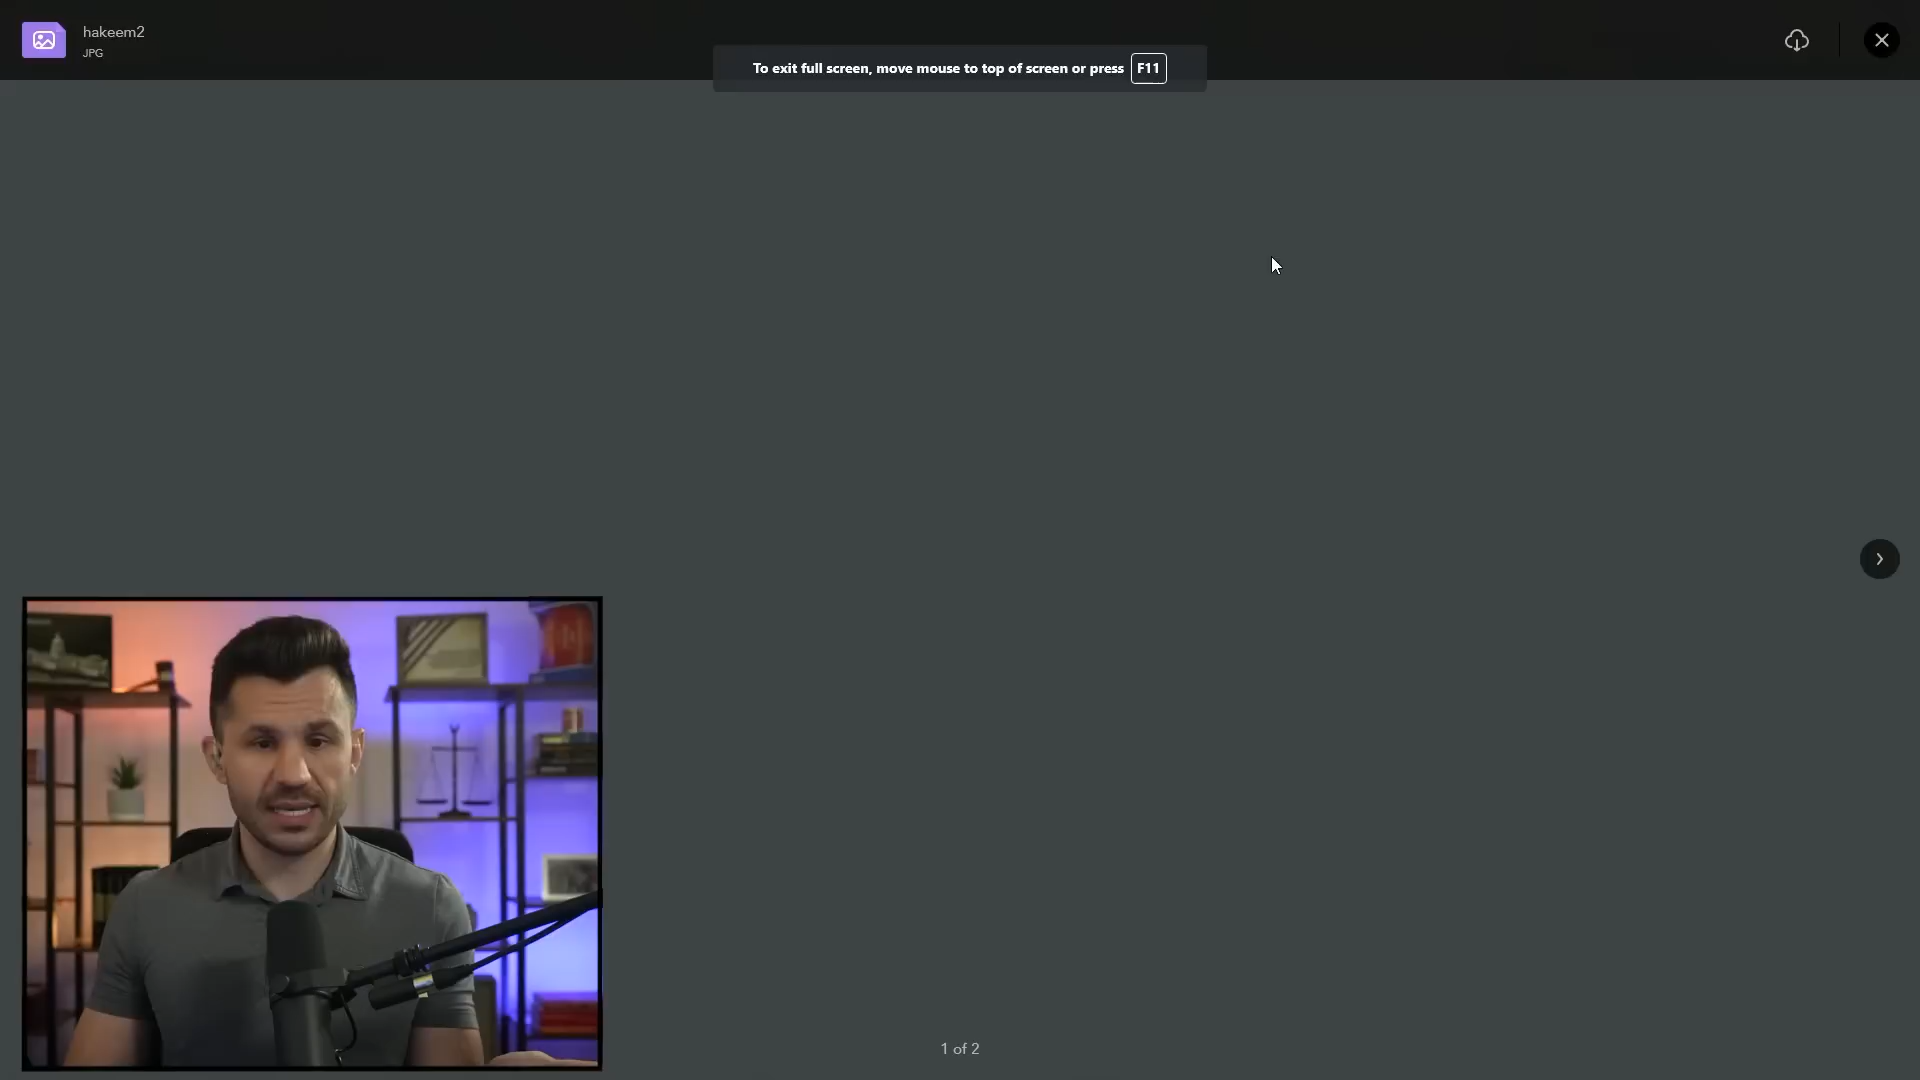 hakeem2
JPG
To exit full screen, move mouse to top of screen or press F11
1 of 2